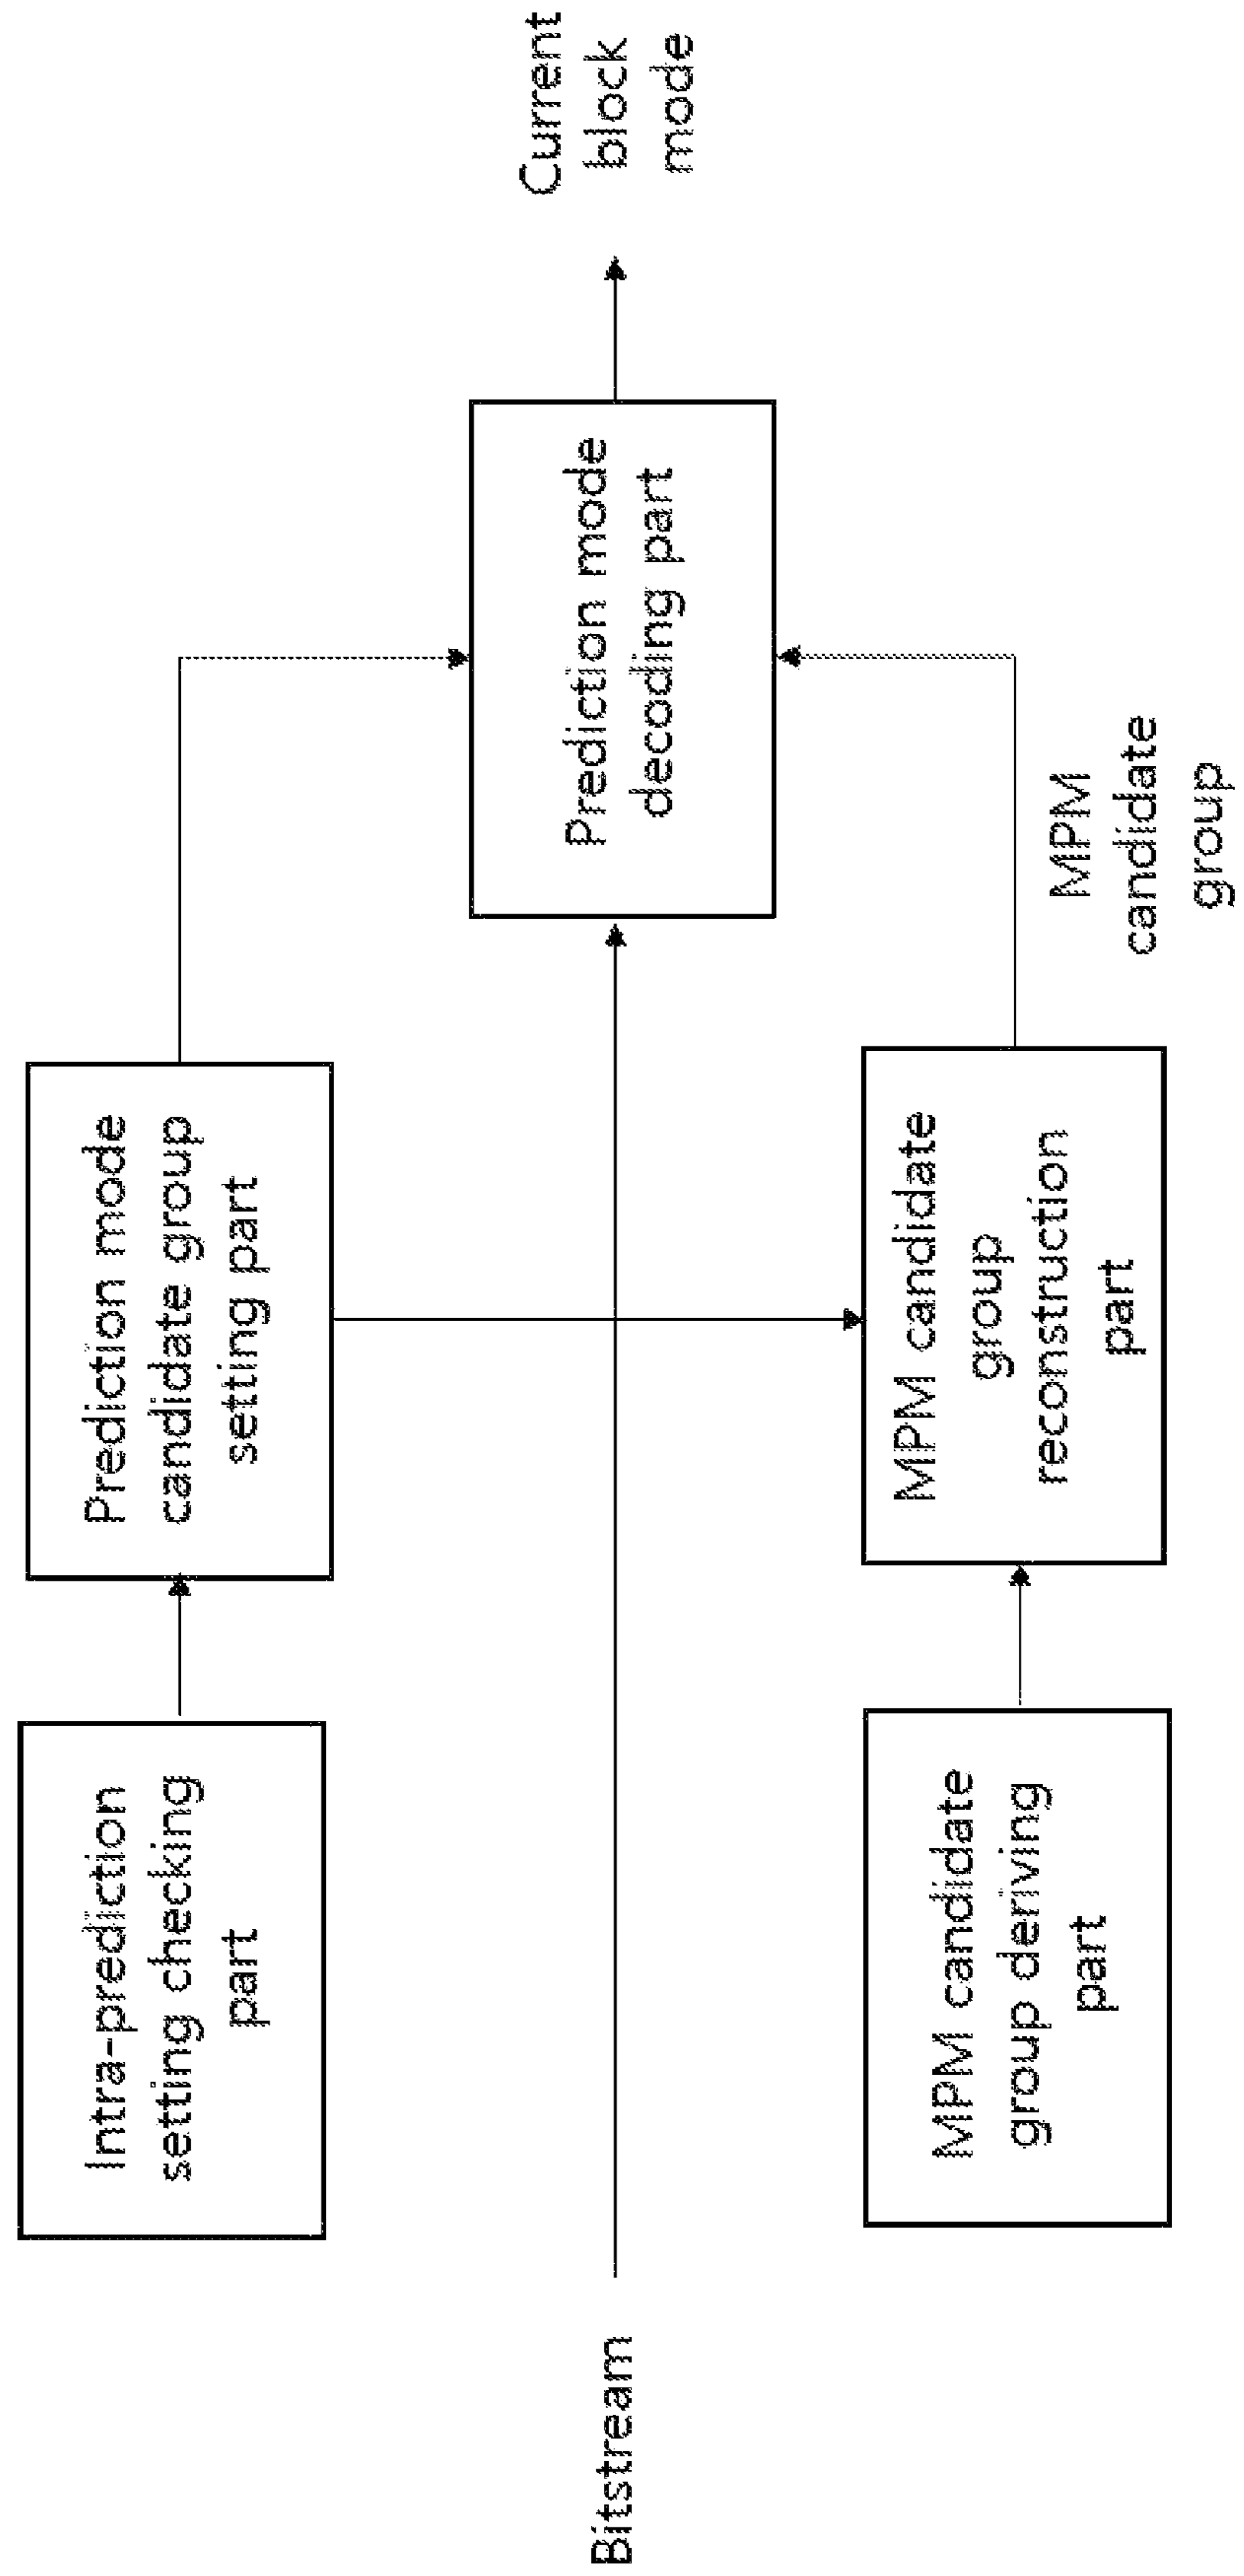 Intra-prediction
setting checking
part
Prediction mode
candidate group
setting part
Bitstream
Prediction mode
decoding part
Current
block
mode
MPM candidate
group deriving
part
MPM candidate
group
reconstruction
part
MPM
candidate
group